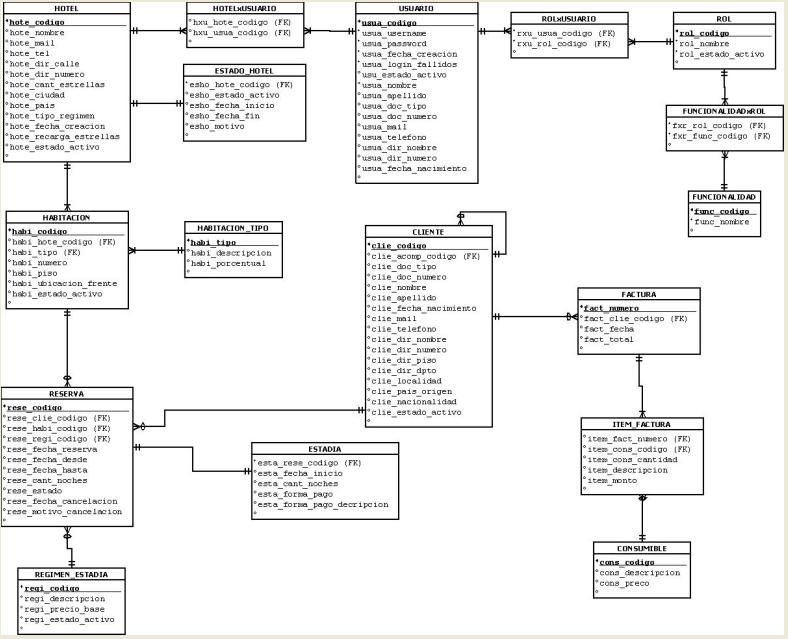 HOTEL
*hote_codigo
°hote_nombre
°hote_mail
°hote_tel
°hote_dir_calle
°hote_dir_numero
°hote_cant_estrellas
°hote_ciudad
°hote_pais
°hote_tipo_regimen
°hote_fecha_creacion
°hote_recarga_estrellas
°hote_estado_activo
HOTELxUSUARIO
°hxu_hote_codigo (FK)
°hxu_usua_codigo (FK)
ESTADO_HOTEL
°esho_hote_codigo (FK)
°esho_estado_activo
°esho_fecha_inicio
°esho_fecha_fin
°esho_motivo
USUARIO
*usua_codigo
°usua_username
°usua_password
°usua_fecha_creacion
°usua_login_fallidos
°usu_estado_activo
°usua_nombre
°usua_apellido
°usua_doc_tipo
°usua_doc_numero
°usua_mail
°usua_telefono
°usua_dir_nombre
°usua_dir_numero
°usua_fecha_nacimiento
ROLxUSUARIO
°rxu_usua_codigo (FK)
°rxu_rol_codigo (FK)
ROL
*rol_codigo
°rol_nombre
°rol_estado_activo
FUNCIONALIDADxROL
°fxr_rol_codigo (FK)
°fxr_func_codigo (FK)
FUNCIONALIDAD
*func_codigo
°func_nombre
HABITACION
*habi_codigo
°habi_hote_codigo (FK)
°habi_tipo (FK)
°habi_numero
°habi_piso
°habi_ubicacion_frente
°habi_estado_activo
HABITACION_TIPO
*habi_tipo
°habi_descripcion
°habi_porcentual
CLIENTE
*clie_codigo
°clie_acomp_codigo (FK)
°clie_doc_tipo
°clie_doc_numero
°clie_nombre
°clie_apellido
°clie_fecha_nacimiento
°clie_mail
°clie_telefono
°clie_dir_nombre
°clie_dir_numero
°clie_dir_piso
°clie_dir_dpto
°clie_localidad
°clie_pais_origen
°clie_nacionalidad
°clie_estado_activo
FACTURA
*fact_numero
°fact_clie_codigo (FK)
°fact_fecha
°fact_total
RESERVA
*rese_codigo
°rese_clie_codigo (FK)
°rese_habi_codigo (FK)
°rese_regi_codigo (FK)
°rese_fecha_reserva
°rese_fecha_desde
°rese_fecha_hasta
°rese_cant_noches
°rese_estado
°rese_fecha_cancelacion
°rese_motivo_cancelacion
ESTADIA
°esta_rese_codigo (FK)
°esta_fecha_inicio
°esta_cant_noches
°esta_forma_pago
°esta_forma_pago_decripcion
ITEM_FACTURA
°item_fact_numero (FK)
°item_cons_codigo (FK)
°item_cons_cantidad
°item_descripcion
°item_monto
CONSUMIBLE
*cons_codigo
°cons_descripcion
°cons_preco
REGIMEN_ESTADIA
*regi_codigo
°regi_descripcion
°regi_precio_base
°regi_estado_activo